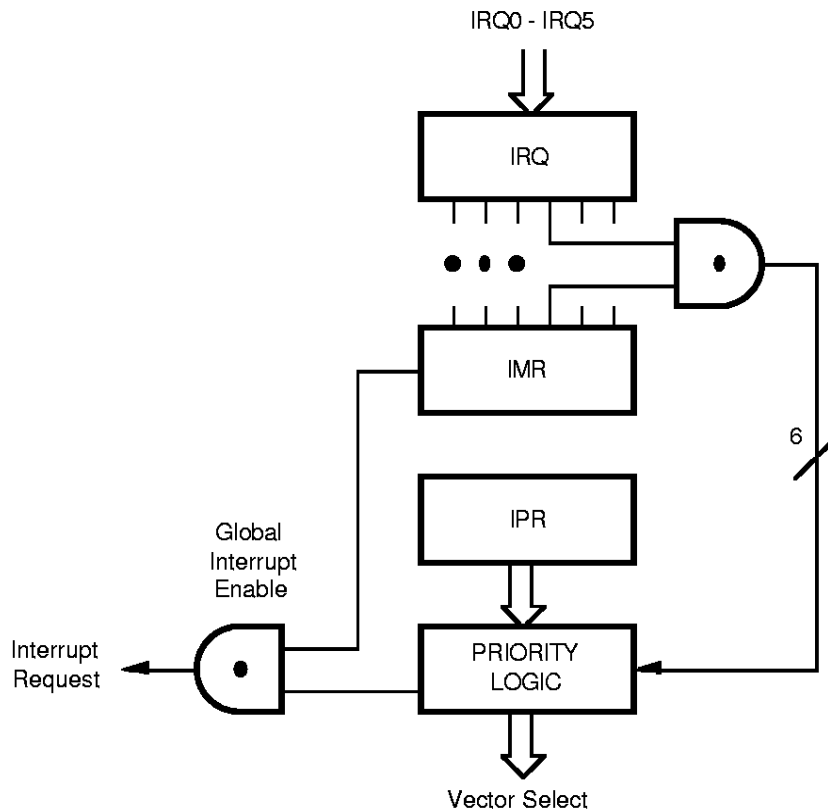 IRQ0 - IRQ5
IRQ
IMR
6
IPR
Global
Interrupt
Enable
Interrupt
Request
PRIORITY
LOGIC
Vector Select